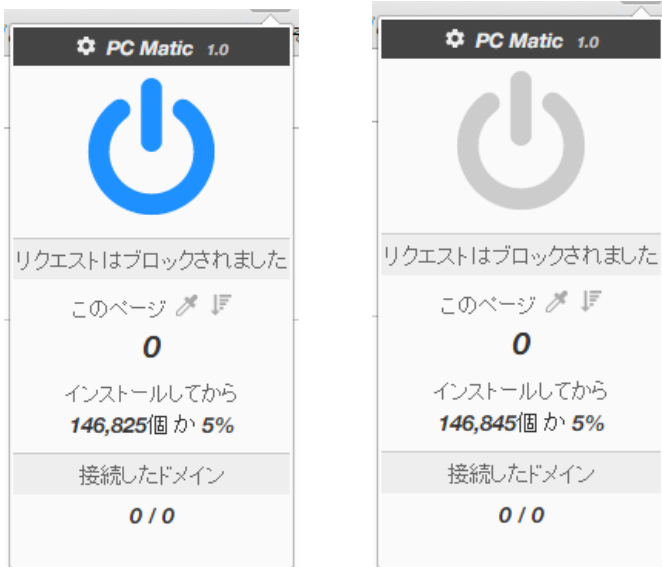 PC Matic 1.0
リクエストはブロックされました
このページ
0
インストールしてから
146,825個 か 5%
接続したドメイン
0 / 0
PC Matic 1.0
リクエストはブロックされました
このページ
0
インストールしてから
146,845個 か 5%
接続したドメイン
0 / 0